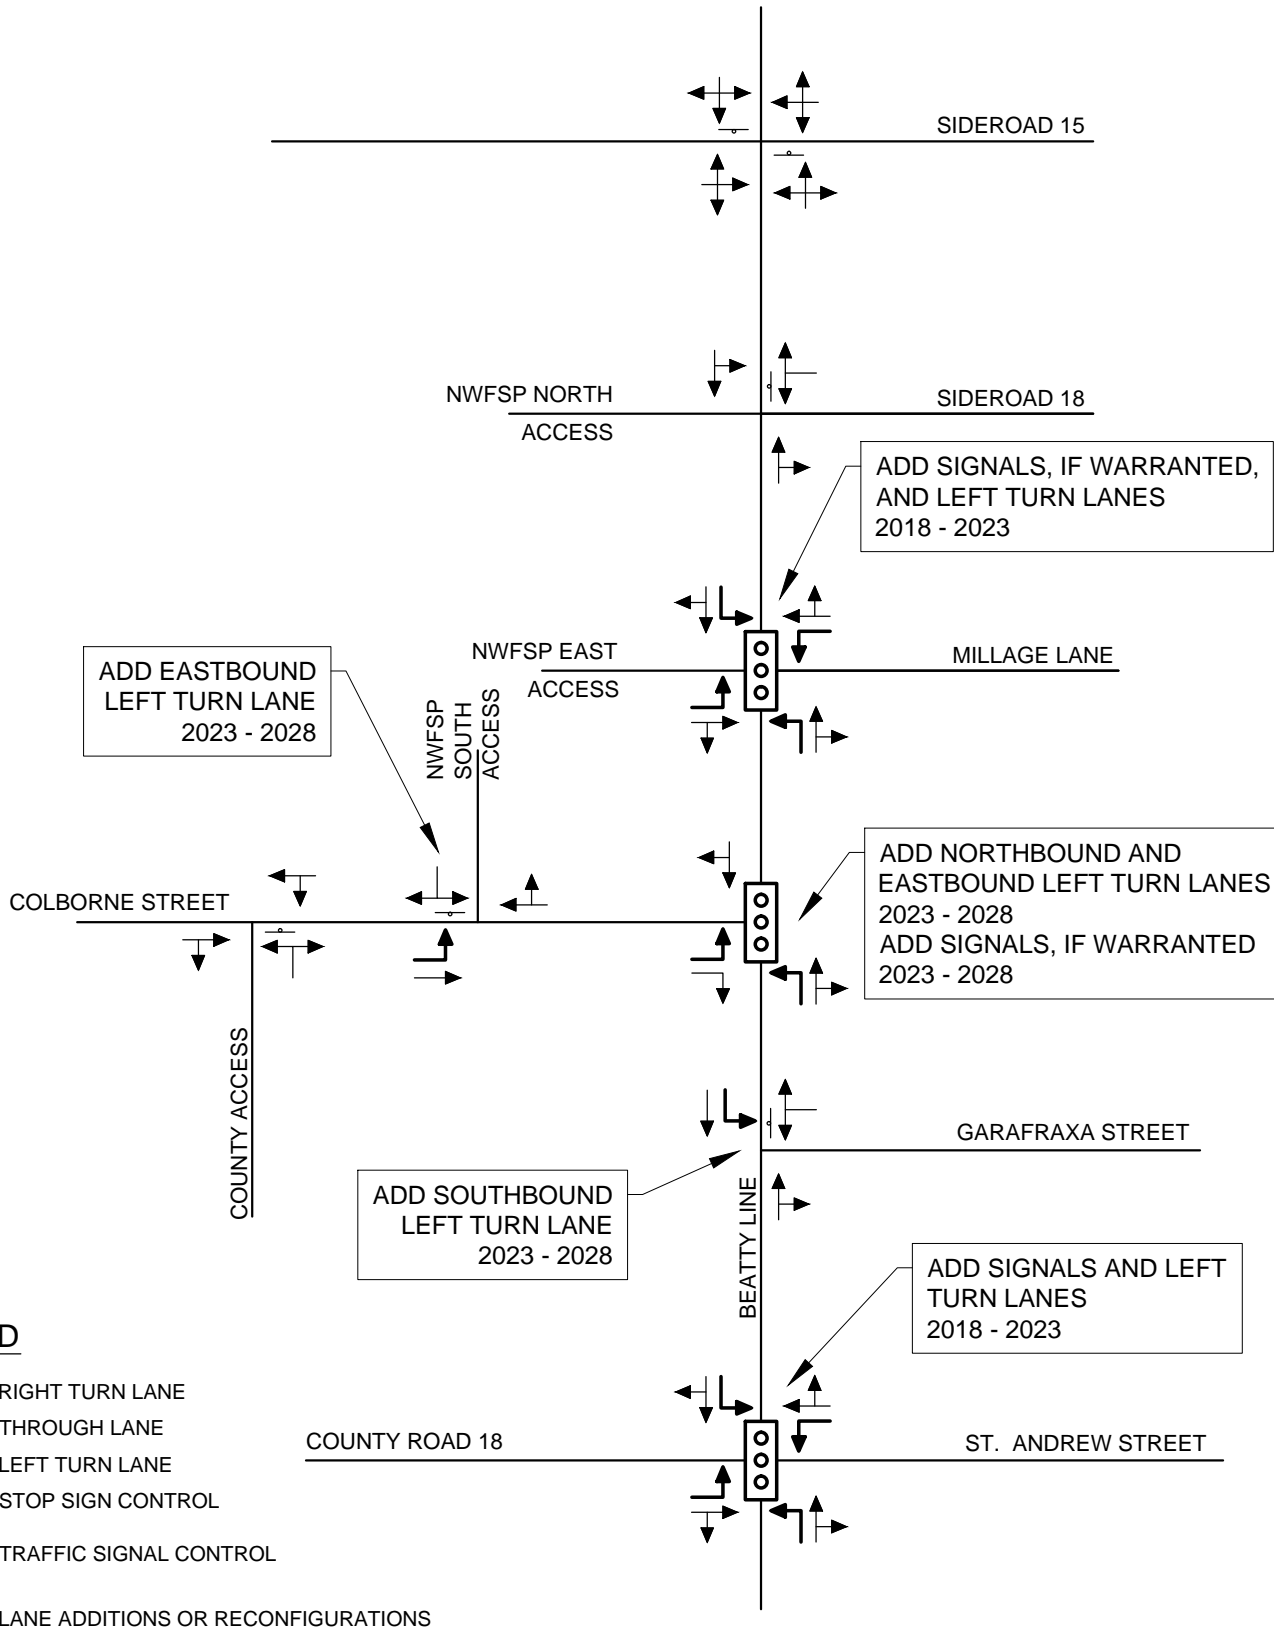 SIDEROAD 15
NWFSP NORTH
ACCESS
SIDEROAD 18
ADD SIGNALS, IF WARRANTED,
AND LEFT TURN LANES
2018 - 2023
NWFSP EAST
ACCESS
MILLAGE LANE
ADD EASTBOUND
LEFT TURN LANE
2023 - 2028
NWFSP
SOUTH
ACCESS
COLBORNE STREET
ADD NORTHBOUND AND
EASTBOUND LEFT TURN LANES
2023 - 2028
ADD SIGNALS, IF WARRANTED
2023 - 2028
COUNTY ACCESS
GARAFRAXA STREET
ADD SOUTHBOUND
LEFT TURN LANE
2023 - 2028
BEATTY LINE
ADD SIGNALS AND LEFT
TURN LANES
2018 - 2023
COUNTY ROAD 18
ST. ANDREW STREET
D
RIGHT TURN LANE
THROUGH LANE
LEFT TURN LANE
STOP SIGN CONTROL
TRAFFIC SIGNAL CONTROL
LANE ADDITIONS OR RECONFIGURATIONS